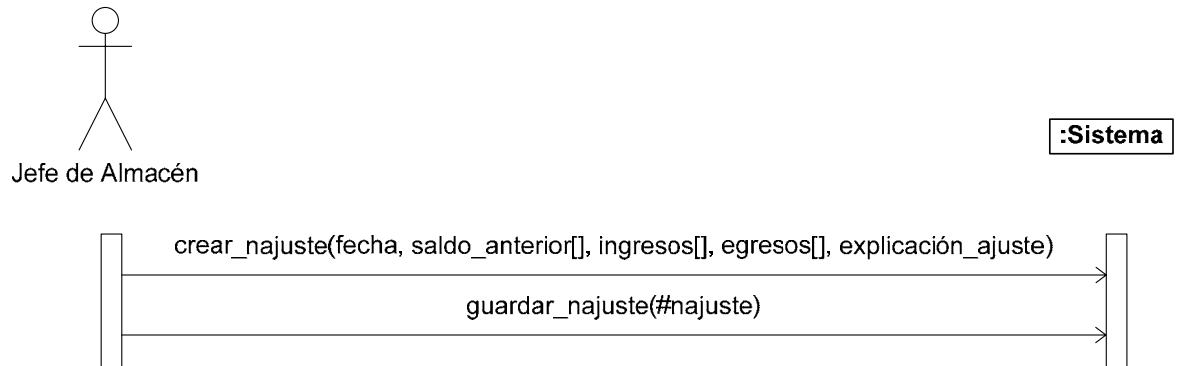 :Sistema
Jefe de Almacén
crear_najuste(fecha, saldo_anterior[], ingresos[], egresos[], explicación_ajuste)
guardar_najuste(#najuste)